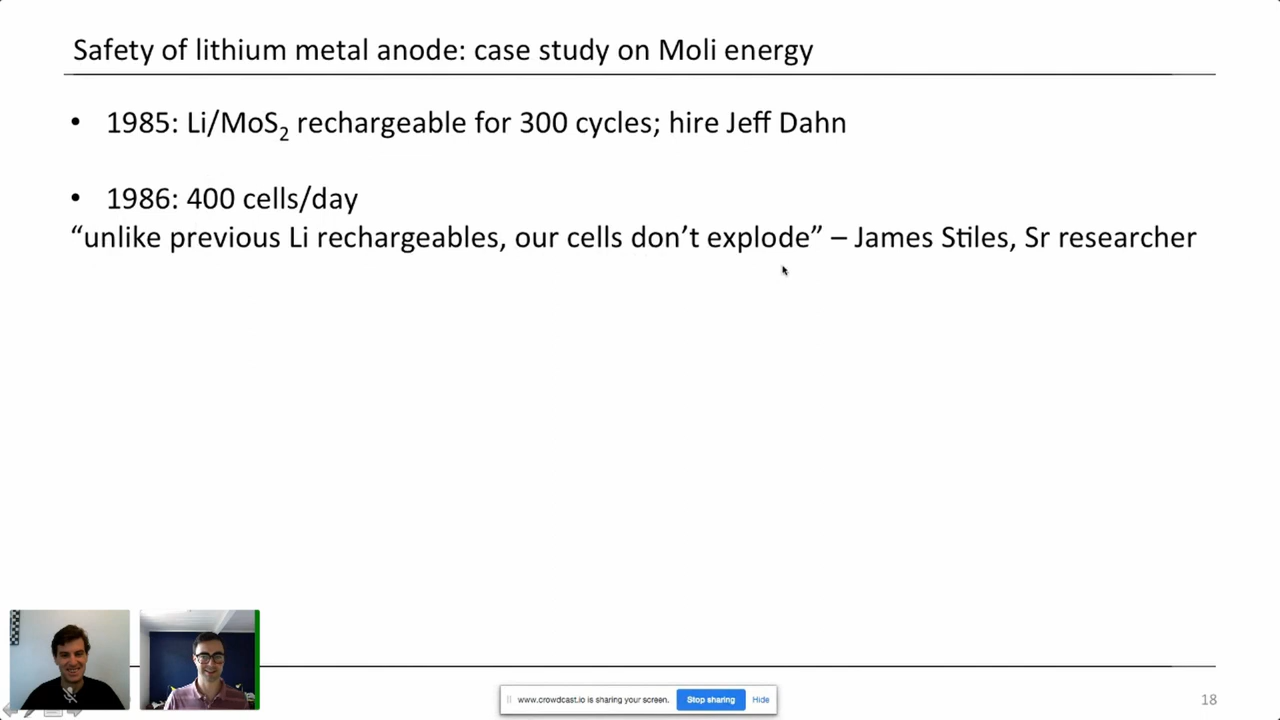 Safety of lithium metal anode: case study on Moli energy
• 1985: Li/MoS₂ rechargeable for 300 cycles; hire Jeff Dahn
• 1986: 400 cells/day
“unlike previous Li rechargeables, our cells don’t explode” – James Stiles, Sr researcher
www.crowdcast.io is sharing your screen. Stop sharing Hide
18